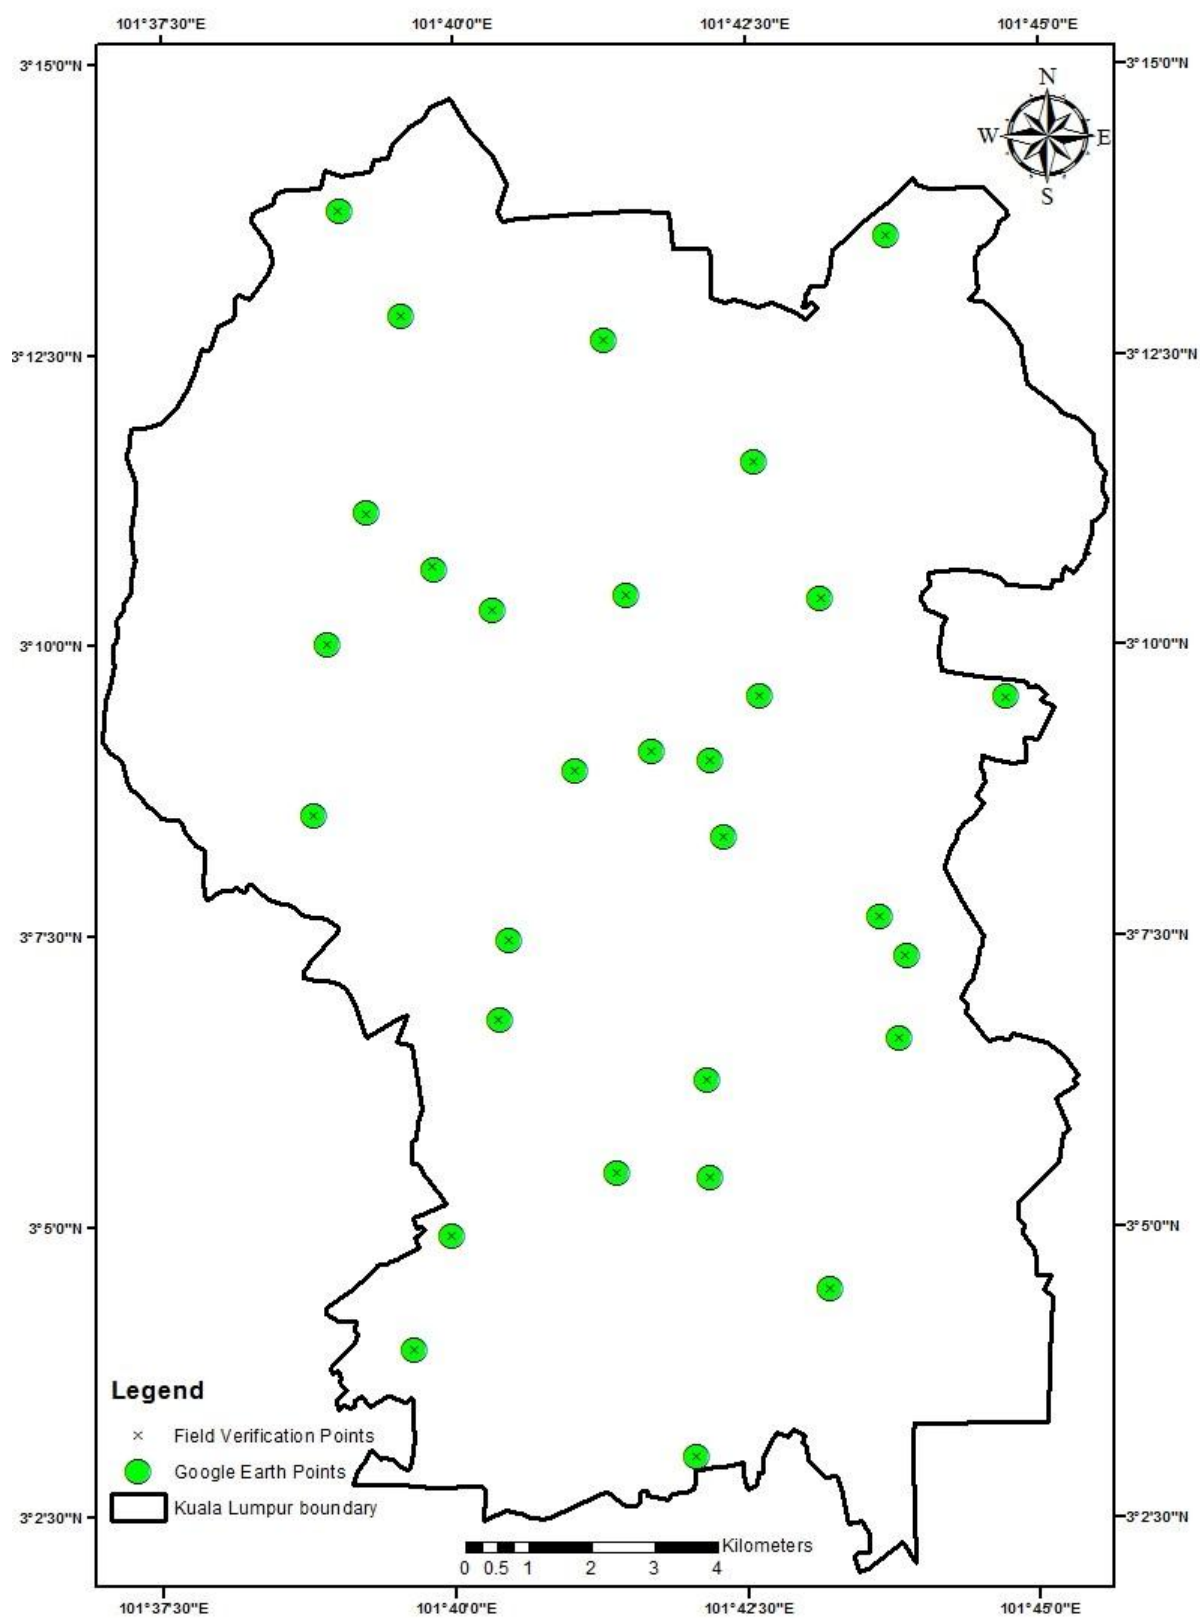 101°37'30"E 101°40'0"E 101°42'30"E 101°45'0"E
3°15'0"N 3°15'0"N
N
W E
S
3°12'30"N 3°12'30"N
3°10'0"N 3°10'0"N
3°7'30"N 3°7'30"N
3°5'0"N 3°5'0"N
Legend
Field Verification Points
Google Earth Points
Kuala Lumpur boundary
3°2'30"N 3°2'30"N
Kilometers
0 0.5 1 2 3 4
101°37'30"E 101°40'0"E 101°42'30"E 101°45'0"E